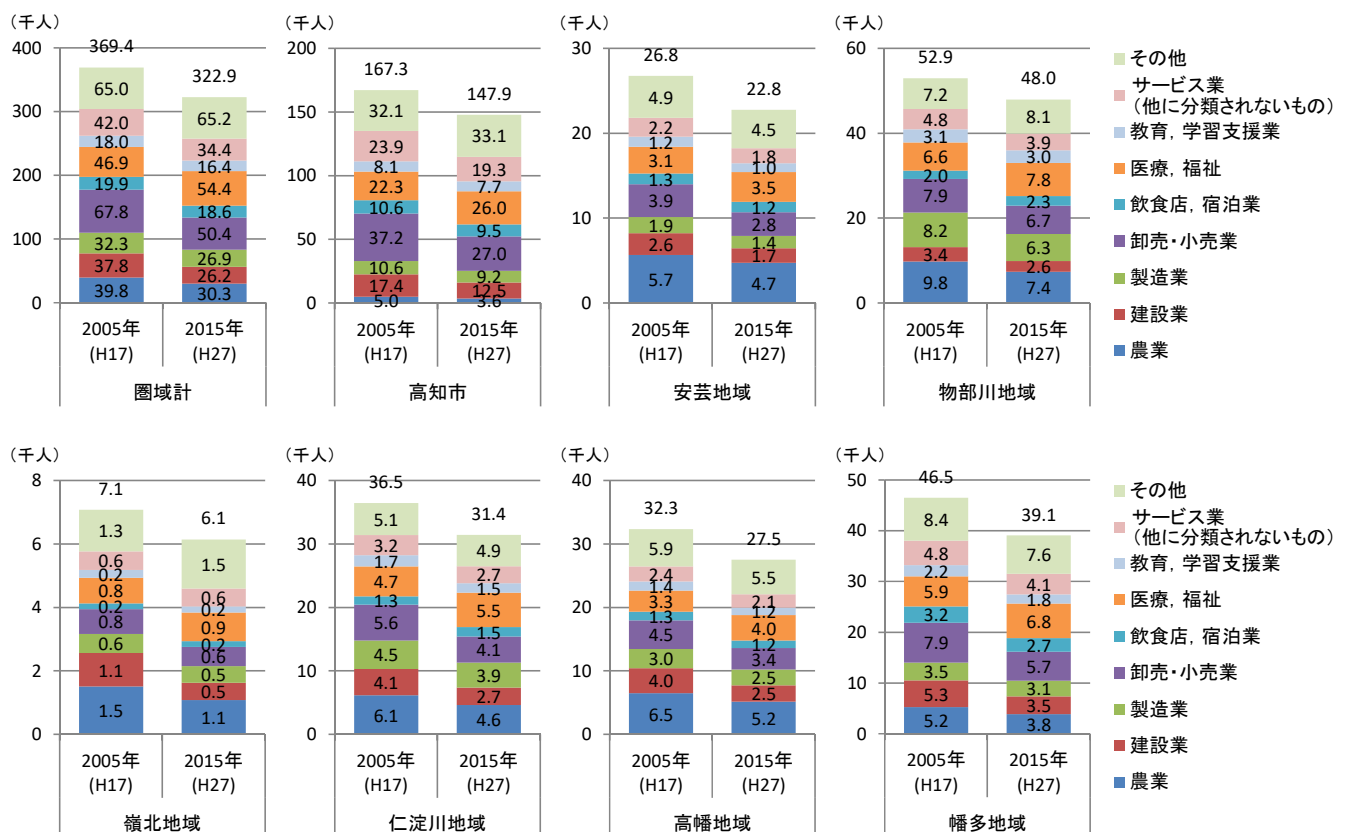 （千人）
369.4
322.9
400
300
200
100
0
65.0
42.0
18.0
46.9
19.9
67.8
32.3
37.8
39.8
65.2
34.4
16.4
54.4
18.6
50.4
26.9
26.2
30.3
2005年
(H17)
2015年
(H27)
圏域計
（千人）
167.3
147.9
200
150
100
50
0
32.1
23.9
8.1
22.3
10.6
37.2
10.6
17.4
5.0
33.1
19.3
7.7
26.0
9.5
27.0
9.2
12.5
3.6
2005年
(H17)
2015年
(H27)
高知市
（千人）
26.8
22.8
30
20
10
0
4.9
2.2
1.2
3.1
1.3
3.9
1.9
2.6
5.7
4.5
1.8
1.0
3.5
1.2
2.8
1.4
1.7
4.7
2005年
(H17)
2015年
(H27)
安芸地域
（千人）
52.9
48.0
60
40
20
0
7.2
4.8
3.1
6.6
2.0
7.9
8.2
3.4
9.8
8.1
3.9
3.0
7.8
2.3
6.7
6.3
2.6
7.4
2005年
(H17)
2015年
(H27)
物部川地域
その他
サービス業
（他に分類されないもの）
教育，学習支援業
医療，福祉
飲食店，宿泊業
卸売・小売業
製造業
建設業
農業
（千人）
7.1
6.1
8
6
4
2
0
1.3
0.6
0.2
0.8
0.2
0.8
0.6
1.1
1.5
1.5
0.6
0.2
0.9
0.2
0.6
0.5
0.5
1.1
2005年
(H17)
2015年
(H27)
嶺北地域
（千人）
36.5
31.4
40
30
20
10
0
5.1
3.2
1.7
4.7
1.3
5.6
4.5
4.1
6.1
4.9
2.7
1.5
5.5
1.5
4.1
3.9
2.7
4.6
2005年
(H17)
2015年
(H27)
仁淀川地域
（千人）
32.3
27.5
40
30
20
10
0
5.9
2.4
1.4
3.3
1.3
4.5
3.0
4.0
6.5
5.5
2.1
1.2
4.0
1.2
3.4
2.5
2.5
5.2
2005年
(H17)
2015年
(H27)
高幡地域
（千人）
46.5
39.1
50
40
30
20
10
0
8.4
4.8
2.2
5.9
3.2
7.9
3.5
5.3
5.2
7.6
4.1
1.8
6.8
2.7
5.7
3.1
3.5
3.8
2005年
(H17)
2015年
(H27)
幡多地域
その他
サービス業
（他に分類されないもの）
教育，学習支援業
医療，福祉
飲食店，宿泊業
卸売・小売業
製造業
建設業
農業